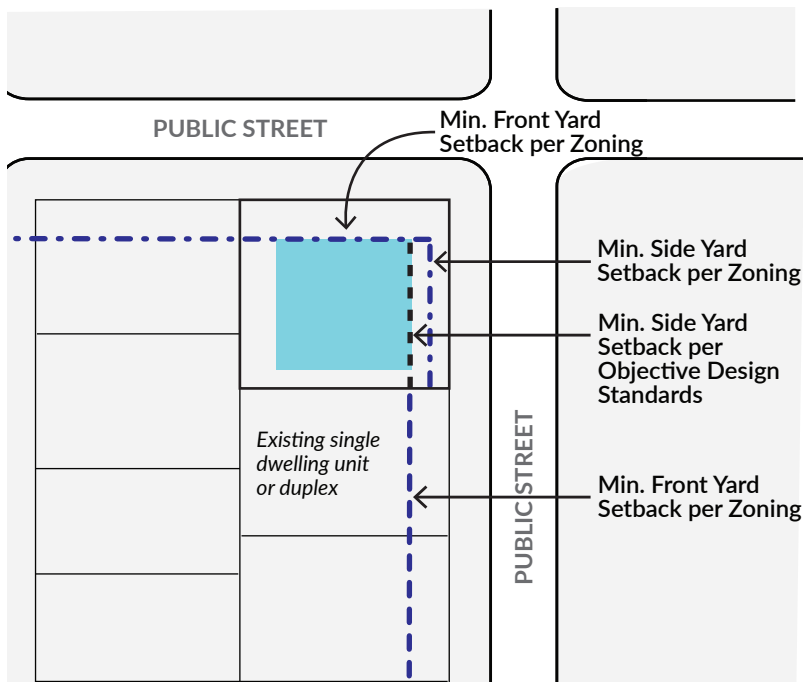 PUBLIC STREET
Min. Front Yard
Setback per Zoning
Min. Side Yard
Setback per Zoning
Min. Side Yard
Setback per
Objective Design
Standards
Existing single
dwelling unit
or duplex
PUBLIC STREET
Min. Front Yard
Setback per Zoning